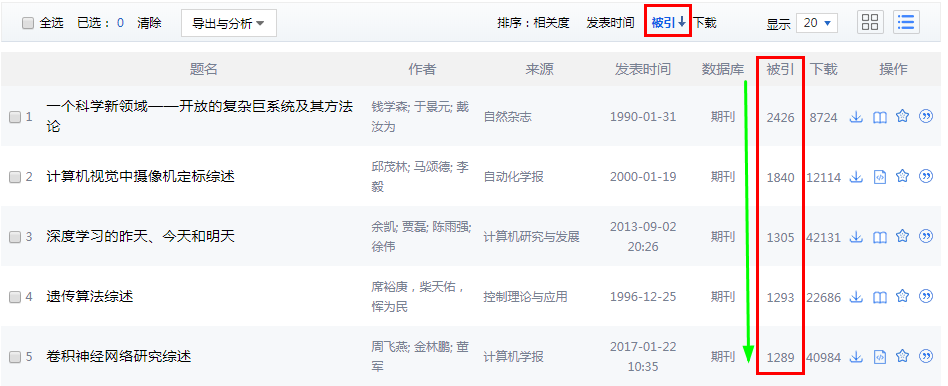 全选 已选： 0 清除 导出与分析 排序：相关度 发表时间 被引 下载 显示 20
题名 作者 来源 发表时间 数据库 被引 下载 操作
1 一个科学新领域——开放的复杂巨系统及其方法 钱学森; 于景元; 戴 自然杂志 1990-01-31 期刊 2426 8724
论 汝为
2 计算机视觉中摄像机定标综述 邱茂林; 马颂德; 李 自动化学报 2000-01-19 期刊 1840 12114
毅
3 深度学习的昨天、今天和明天 余凯; 贾磊; 陈雨强; 计算机研究与发展 2013-09-02 期刊 1305 42131
徐伟 20:26
4 遗传算法综述 席裕庚，柴天佑， 控制理论与应用 1996-12-25 期刊 1293 22686
恽为民
5 卷积神经网络研究综述 周飞燕; 金林鹏; 董 计算机学报 2017-01-22 期刊 1289 40984
军 10:35